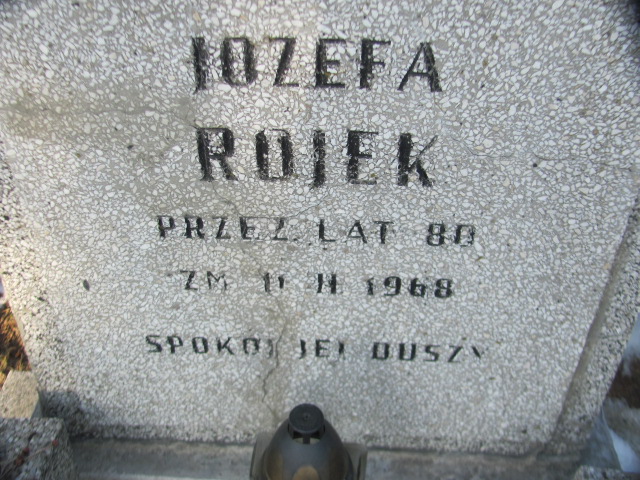 JOZEFA
ROJEK
PRZEZ LAT 80
ZM 11 II 1968
SPOKOJ JEJ DUSZY